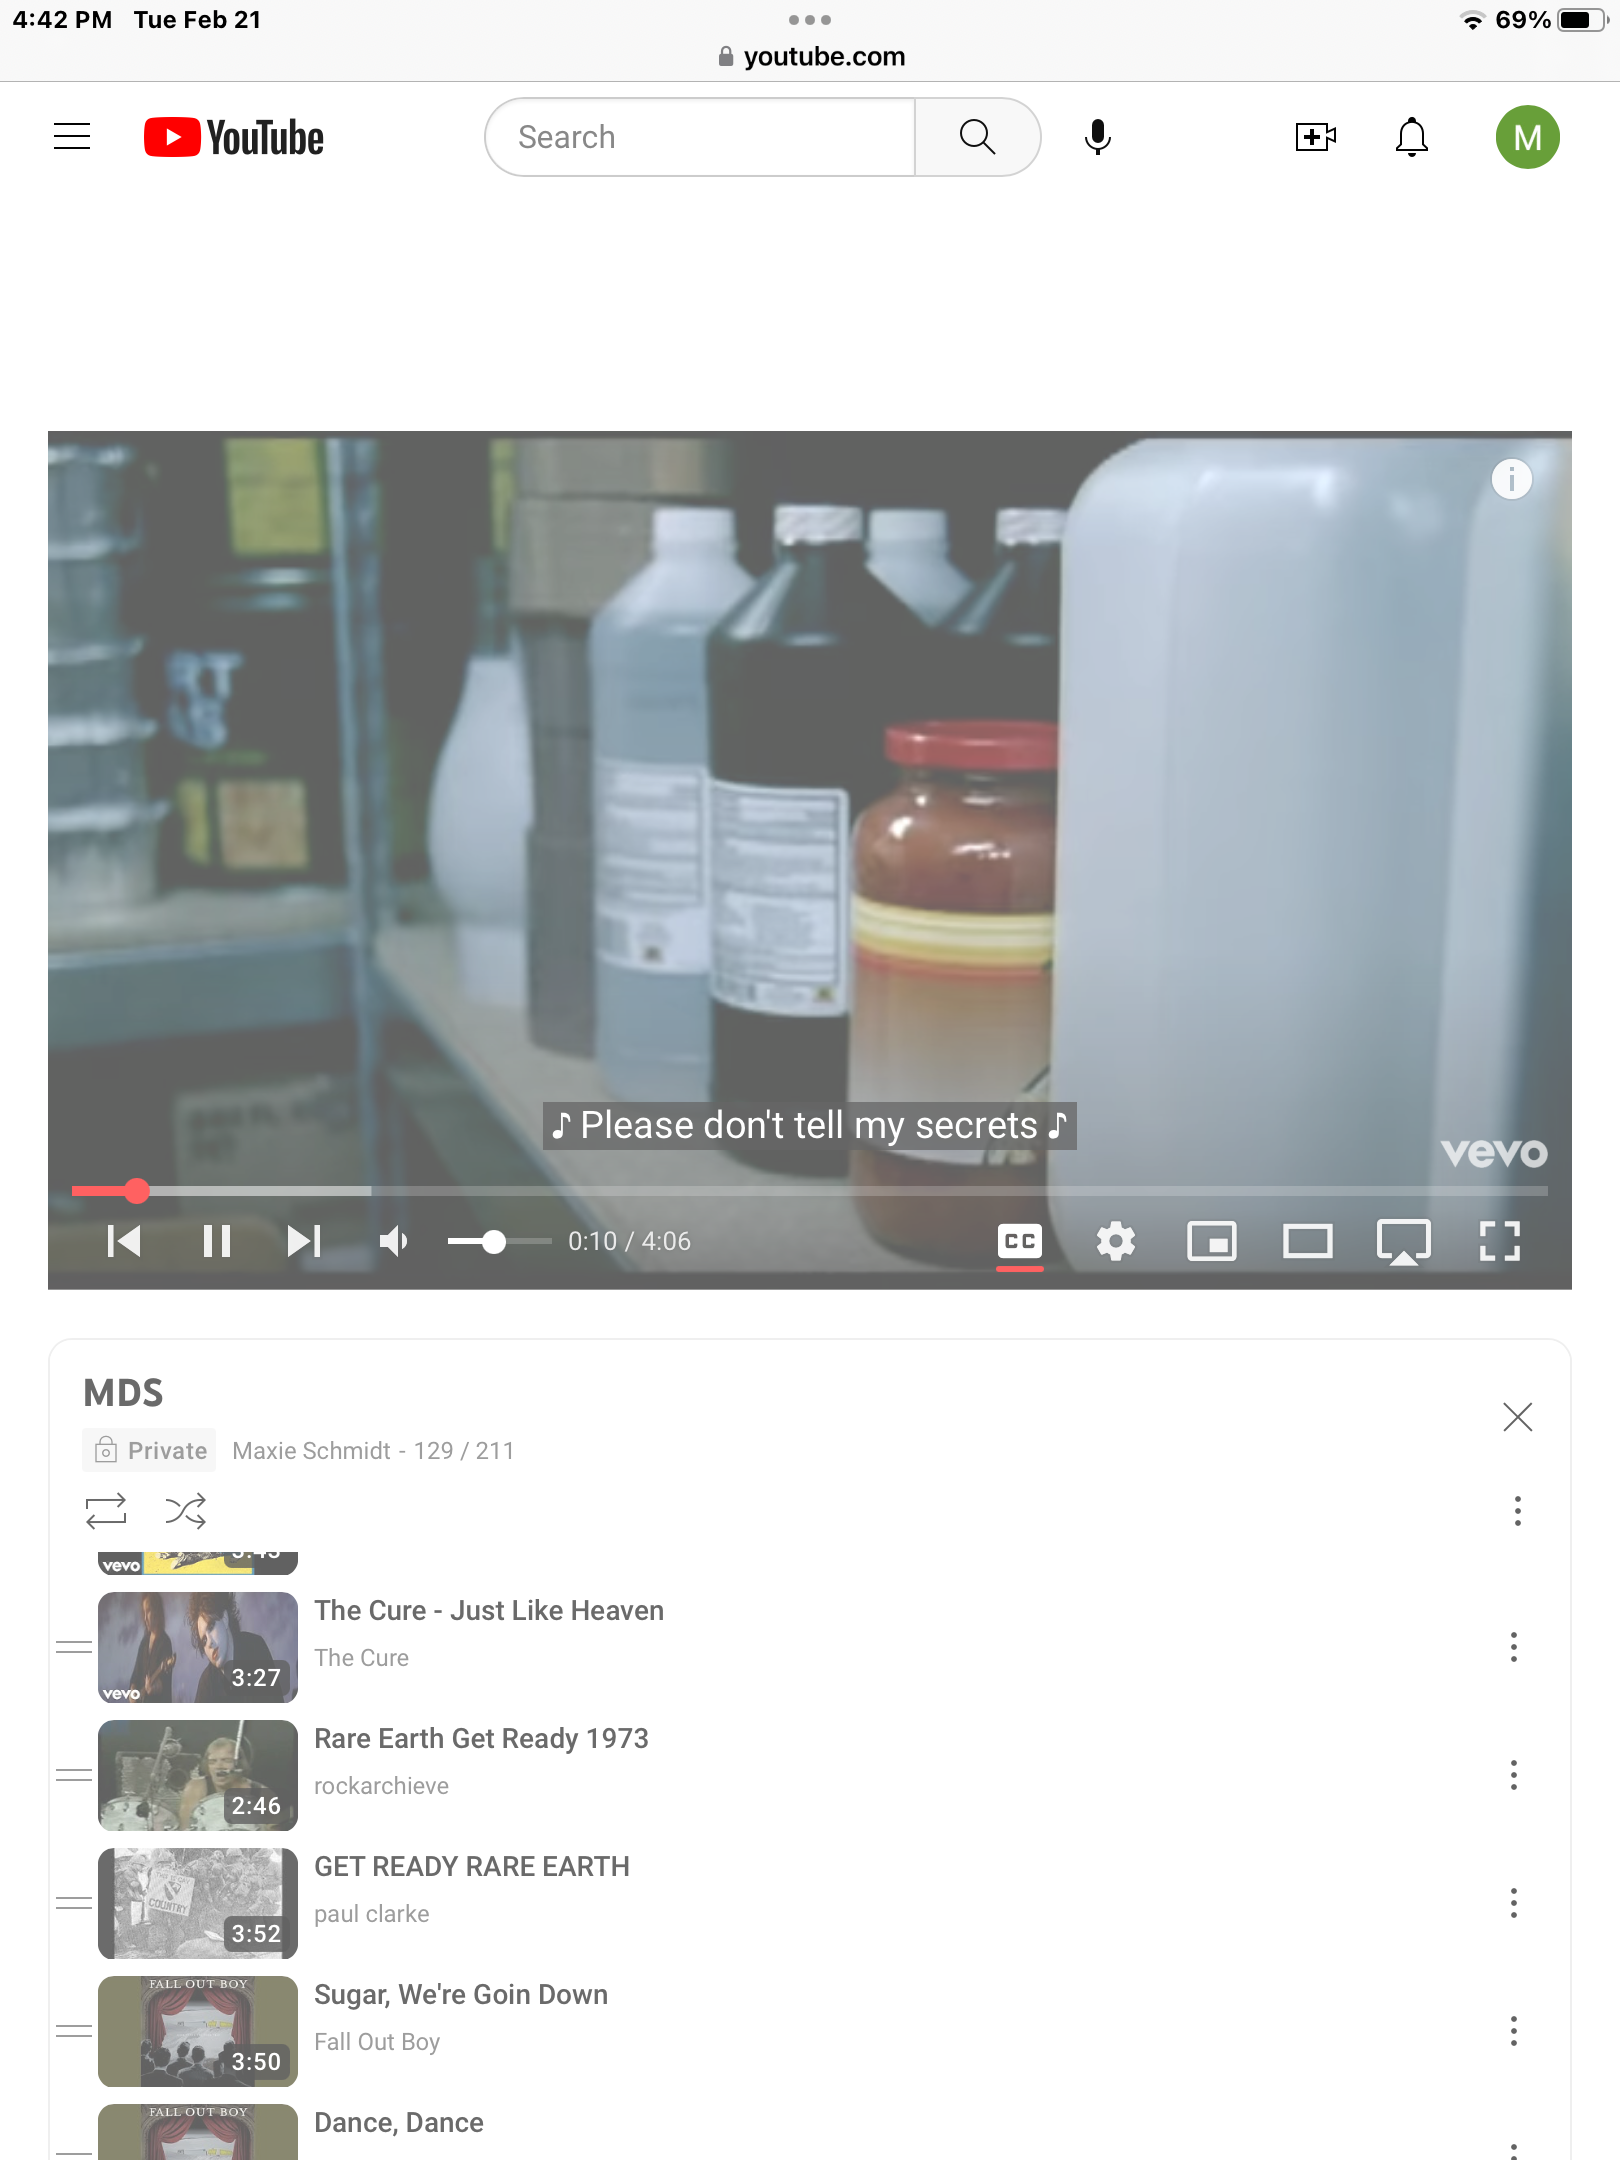 4:42 PM Tue Feb 21
69%
youtube.com
YouTube
Search
M
RT
♪ Please don't tell my secrets ♪
vevo
0:10 / 4:06
CC
MDS
Private Maxie Schmidt - 129 / 211
vevo
3:43
The Cure - Just Like Heaven
The Cure
3:27
vevo
Rare Earth Get Ready 1973
rockarchieve
2:46
GET READY RARE EARTH
paul clarke
COUNTRY
3:52
FALL OUT BOY
Sugar, We're Goin Down
Fall Out Boy
3:50
FALL OUT BOY
Dance, Dance